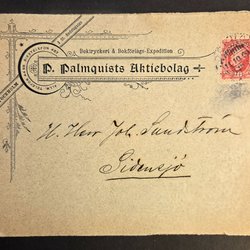 Boktryckeri & Bokförlags-Expedition
P. Palmquists Aktiebolag
H. Herr Joh. Sundström
Sidensjö